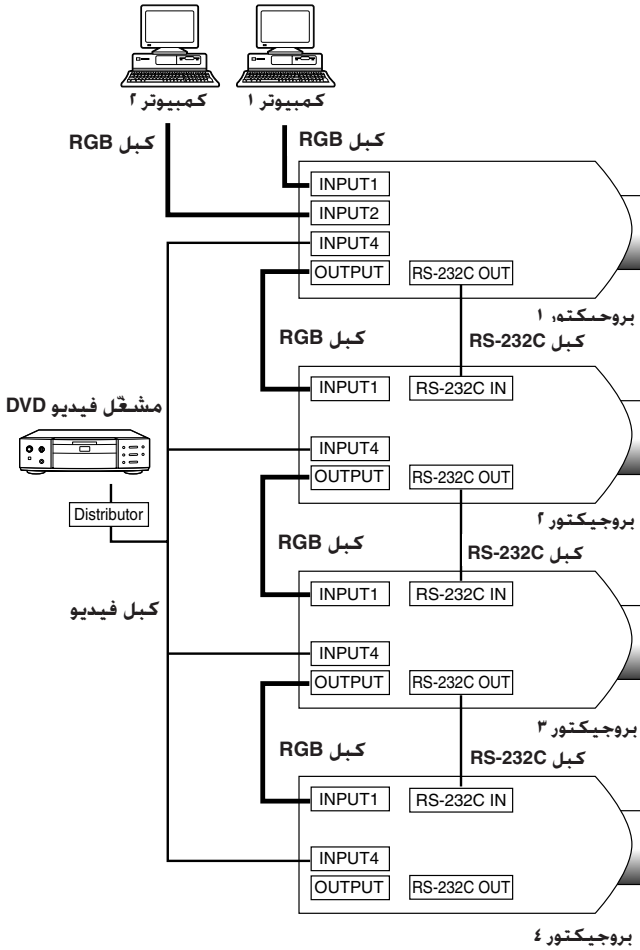 كمبيوتر ٢
كمبيوتر ١
كبل RGB
كبل RGB
INPUT1
INPUT2
INPUT4
OUTPUT
RS-232C OUT
بروجيكتور ١
كبل RGB
كبل RS-232C
INPUT1
RS-232C IN
مشغّل فيديو DVD
INPUT4
OUTPUT
RS-232C OUT
Distributor
بروجيكتور ٢
كبل RGB
كبل RS-232C
INPUT1
RS-232C IN
كبل فيديو
INPUT4
OUTPUT
RS-232C OUT
بروجيكتور ٣
كبل RGB
كبل RS-232C
INPUT1
RS-232C IN
INPUT4
OUTPUT
RS-232C OUT
بروجيكتور ٤